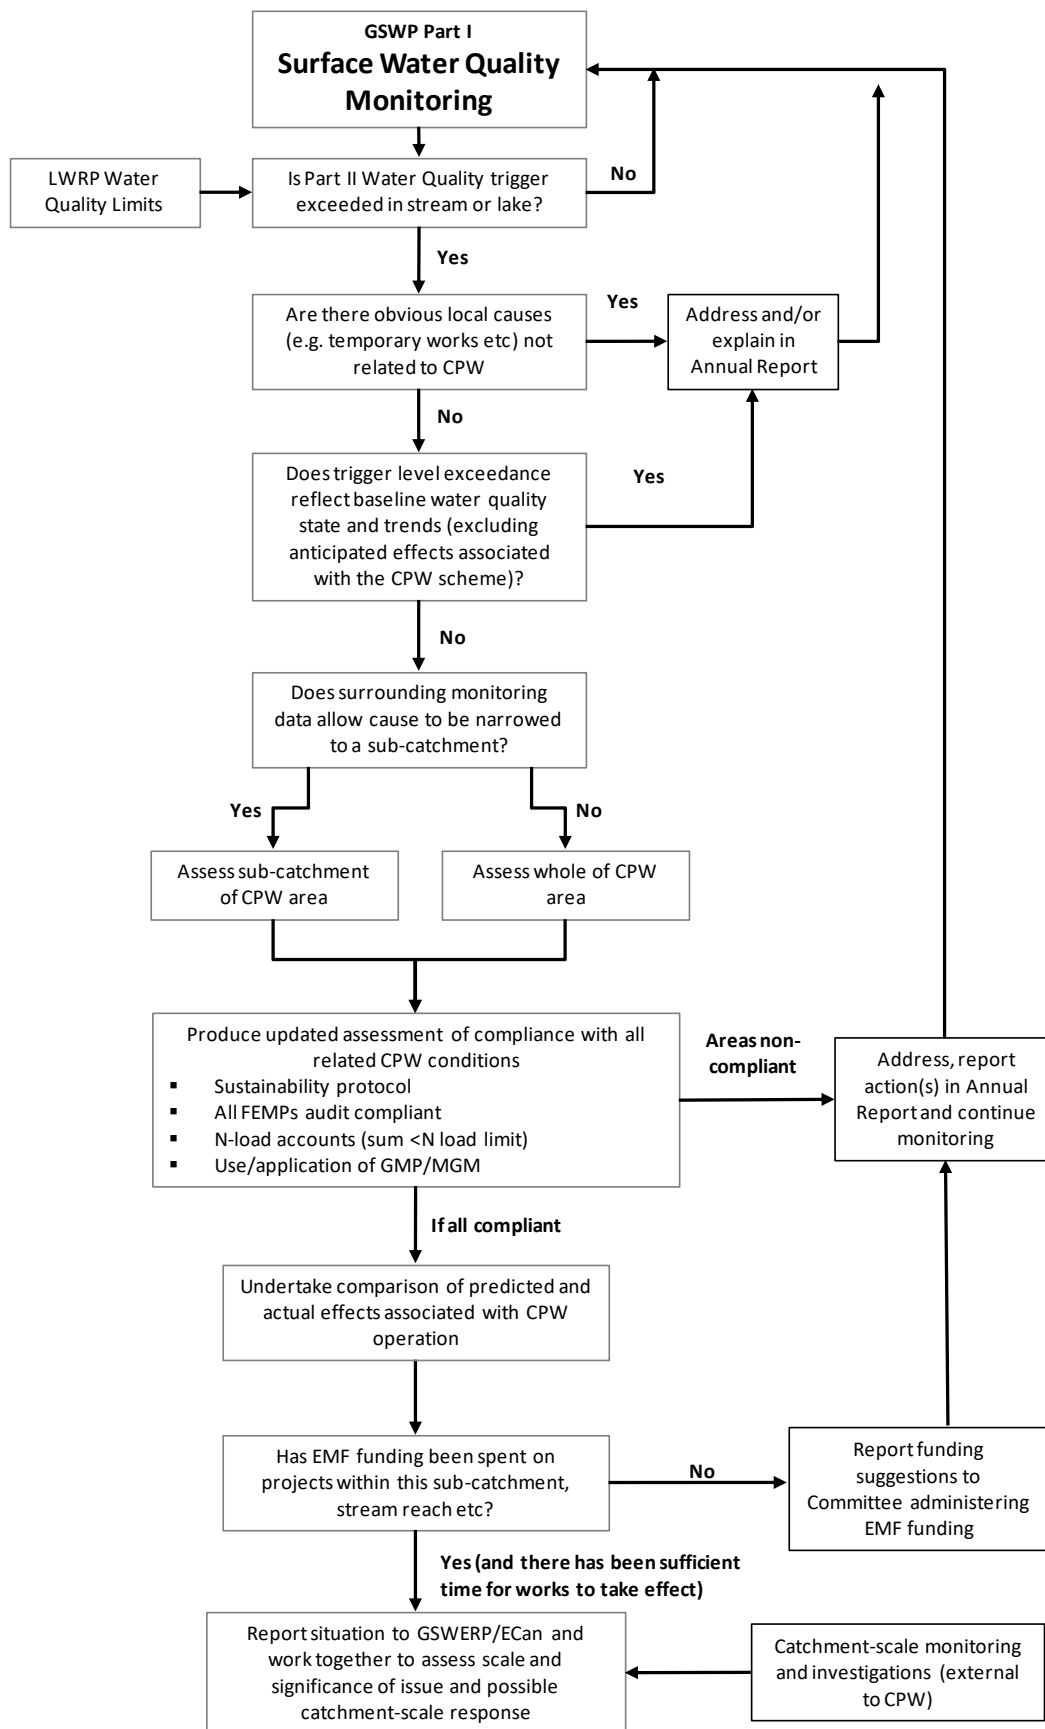 GSWP Part I
Surface Water Quality
Monitoring
LWRP Water
Quality Limits
Is Part II Water Quality trigger
exceeded in stream or lake?
No
Yes
Are there obvious local causes
(e.g. temporary works etc) not
related to CPW
Yes
Address and/or
explain in
Annual Report
No
Does trigger level exceedance
reflect baseline water quality
state and trends (excluding
anticipated effects associated
with the CPW scheme)?
Yes
No
Does surrounding monitoring
data allow cause to be narrowed
to a sub-catchment?
Yes
No
Assess sub-catchment
of CPW area
Assess whole of CPW
area
Produce updated assessment of compliance with all
related CPW conditions
▪ Sustainability protocol
▪ All FEMPs audit compliant
▪ N-load accounts (sum <N load limit)
▪ Use/application of GMP/MGM
Areas non-
compliant
Address, report
action(s) in Annual
Report and continue
monitoring
If all compliant
Undertake comparison of predicted and
actual effects associated with CPW
operation
Has EMF funding been spent on
projects within this sub-catchment,
stream reach etc?
No
Report funding
suggestions to
Committee administering
EMF funding
Yes (and there has been sufficient
time for works to take effect)
Report situation to GSWERP/ECan and
work together to assess scale and
significance of issue and possible
catchment-scale response
Catchment-scale monitoring
and investigations (external
to CPW)